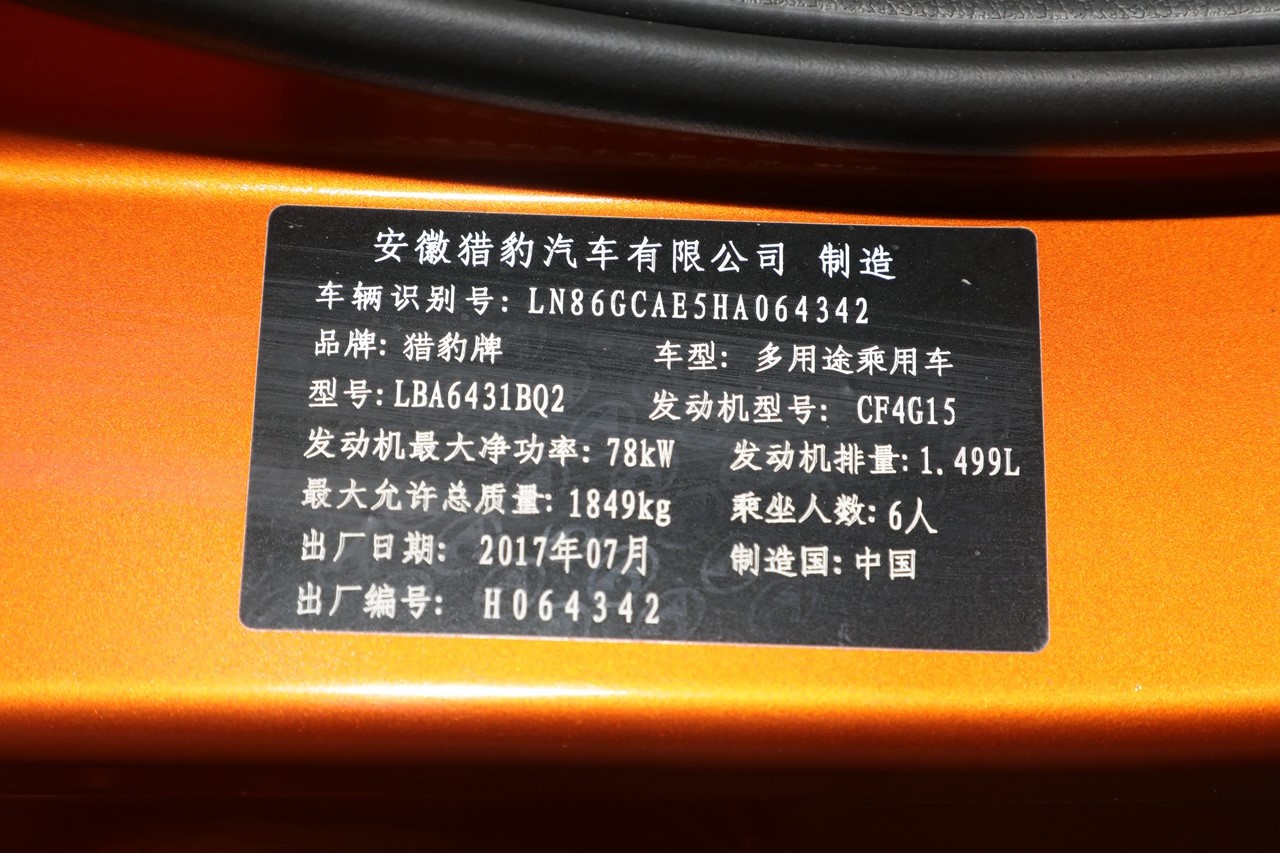 安徽猎豹汽车有限公司 制造
车辆识别号: LN86GCAE5HA064342
品牌: 猎豹牌 车型: 多用途乘用车
型号: LBA6431BQ2 发动机型号: CF4G15
发动机最大净功率: 78kW 发动机排量: 1.499L
最大允许总质量: 1849kg 乘坐人数: 6人
出厂日期: 2017年07月 制造国: 中国
出厂编号: H064342